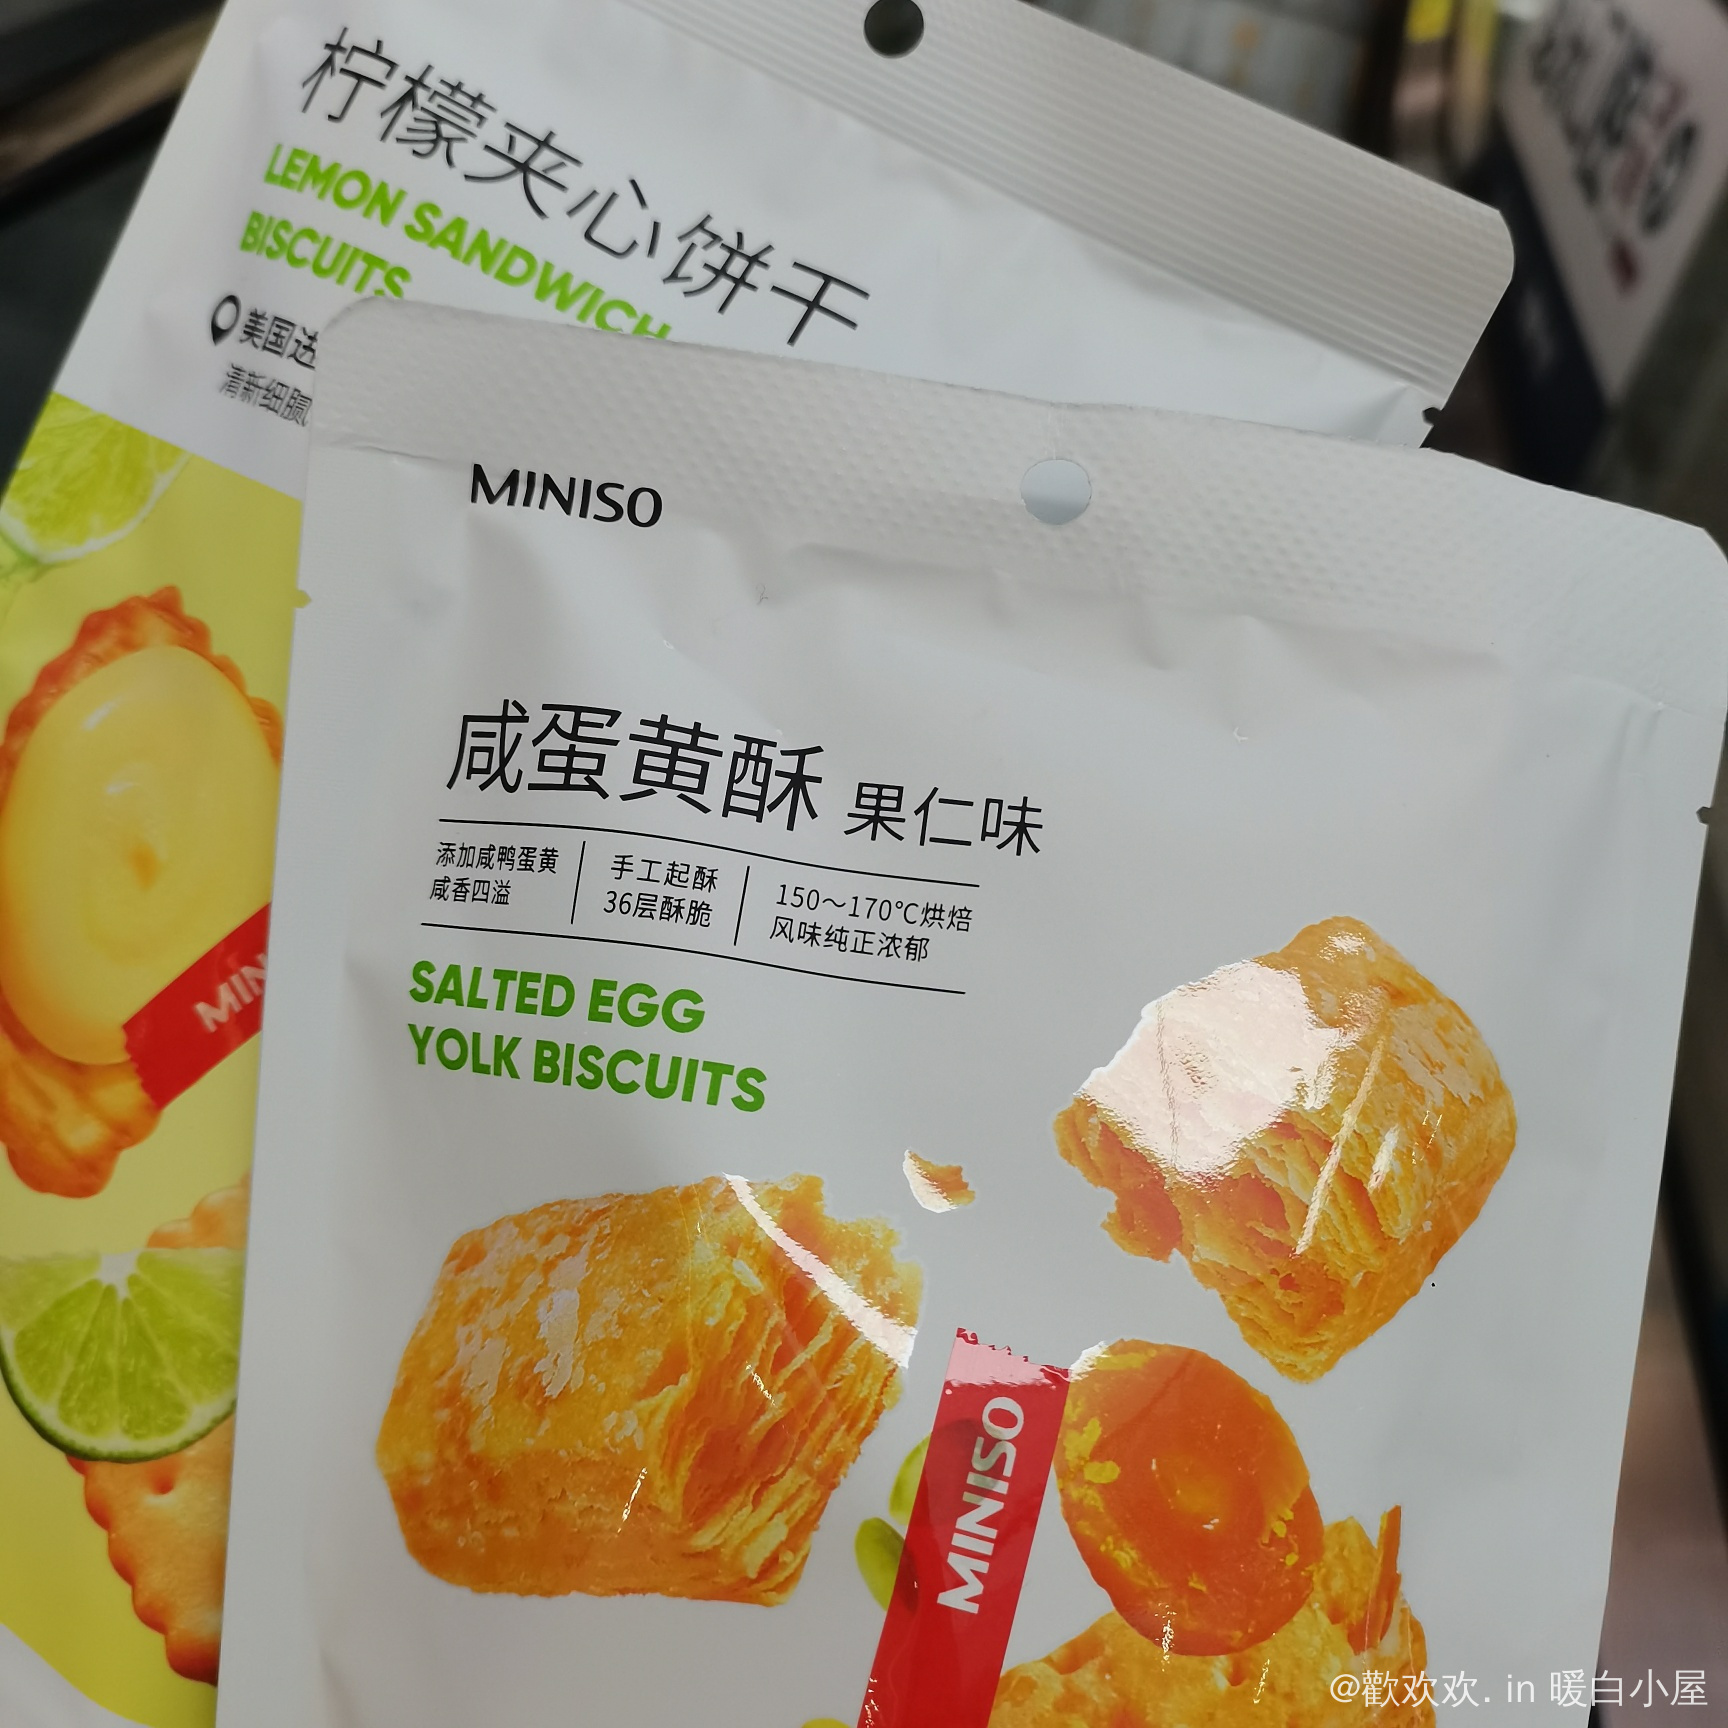 柠檬夹心饼干
LEMON SANDWICH
BISCUITS
美国进
清新细腻
MINISO
咸蛋黄酥 果仁味
添加咸鸭蛋黄
咸香四溢
手工起酥
36层酥脆
150～170℃烘焙
风味纯正浓郁
SALTED EGG
YOLK BISCUITS
MIN
MINISO
@歡欢欢. in 暖白小屋